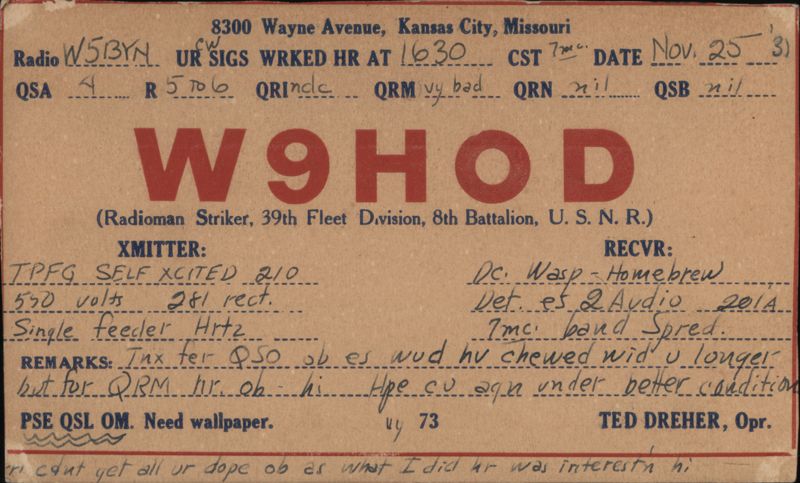 8300 Wayne Avenue, Kansas City, Missouri
Radio W5BYN UR CW SIGS WRKED HR AT 1630 CST 7mc. DATE Nov. 25 '31
QSA 4 R 5 TO 6 QRI ndc QRM vy bad QRN nil QSB nil
W9HOD
(Radioman Striker, 39th Fleet Division, 8th Battalion, U. S. N. R.)
XMITTER: RECVR:
TPFG SELF XCITED 210 Dc. Wasp - Homebrew
550 volts 281 rect. Det. es 2 Audio 201A
Single feeder Hrtz 7mc. band Spred.
REMARKS: Tnx fer QSO ob es wud hv chewed wid u longer
but for QRM hr. ob - hi Hpe cu agn under better condition
PSE QSL OM. Need wallpaper. vy 73 TED DREHER, Opr.
cdnt get all ur dope ob as what I did hr was interest'n hi